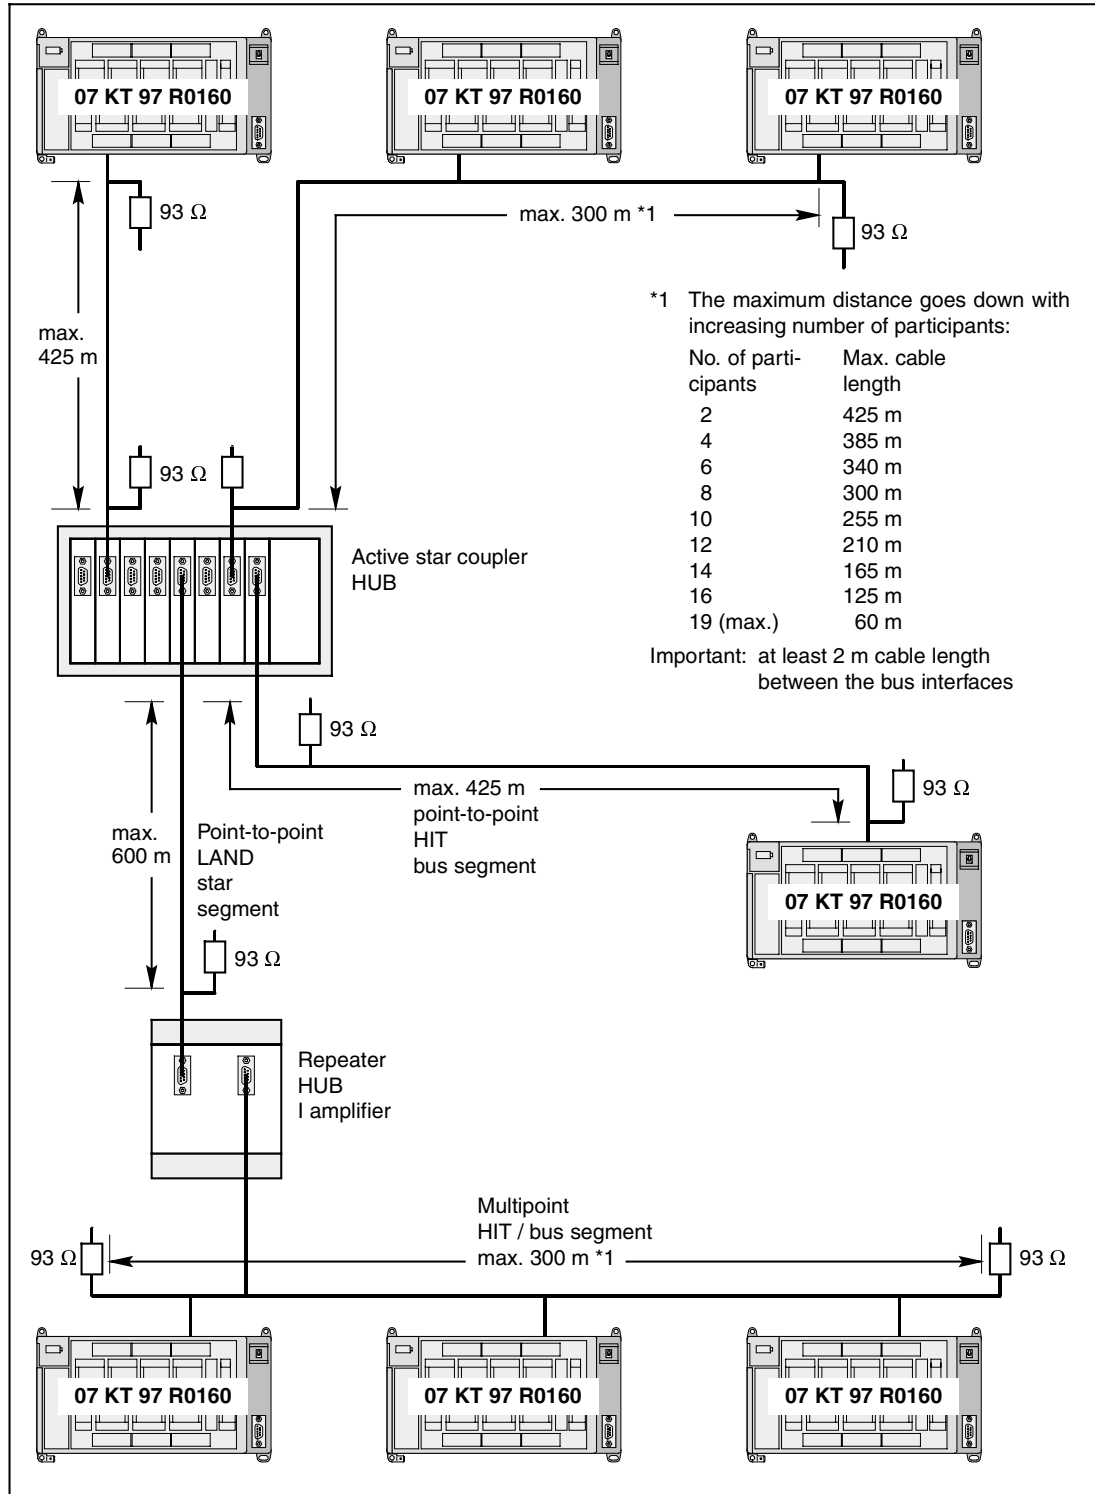 07 KT 97 R0160
07 KT 97 R0160
07 KT 97 R0160
93 Ω
max. 300 m *1
93 Ω
max.
425 m
*1 The maximum distance goes down with
increasing number of participants:
No. of parti-
cipants
Max. cable
length
2 425 m
4 385 m
6 340 m
8 300 m
10 255 m
12 210 m
14 165 m
16 125 m
19 (max.) 60 m
Important: at least 2 m cable length
between the bus interfaces
93 Ω
Active star coupler
HUB
93 Ω
max. 425 m
point-to-point
HIT
bus segment
93 Ω
max.
600 m
Point-to-point
LAND
star
segment
07 KT 97 R0160
93 Ω
Repeater
HUB
I amplifier
Multipoint
HIT / bus segment
max. 300 m *1
93 Ω
93 Ω
07 KT 97 R0160
07 KT 97 R0160
07 KT 97 R0160